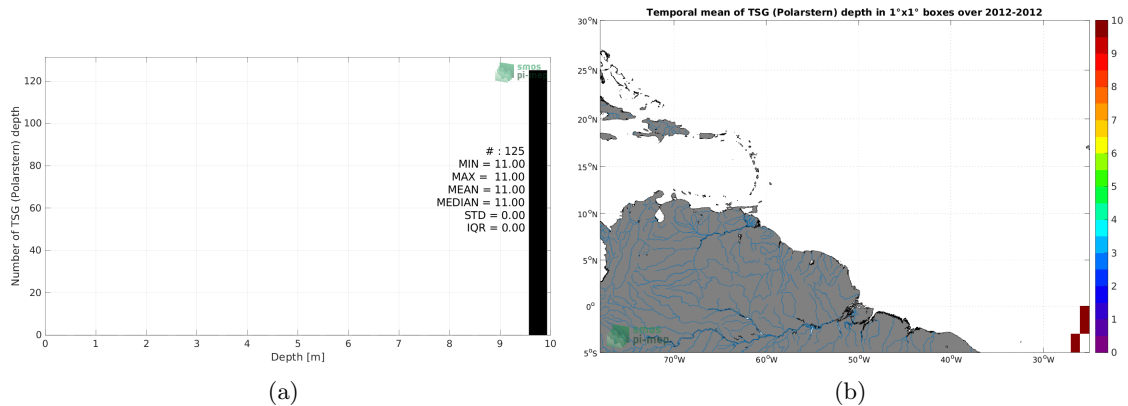 smos
pi-mep
120
100
80
60
40
20
0
Number of TSG (Polarstern) depth
# : 125
MIN = 11.00
MAX = 11.00
MEAN = 11.00
MEDIAN = 11.00
STD = 0.00
IQR = 0.00
0 1 2 3 4 5 6 7 8 9 10
Depth [m]
(a)
Temporal mean of TSG (Polarstern) depth in 1°x1° boxes over 2012-2012
30°N
25°N
20°N
15°N
10°N
5°N
0°
5°S
70°W 60°W 50°W 40°W 30°W
smos
pi-mep
10
9
8
7
6
5
4
3
2
1
0
(b)